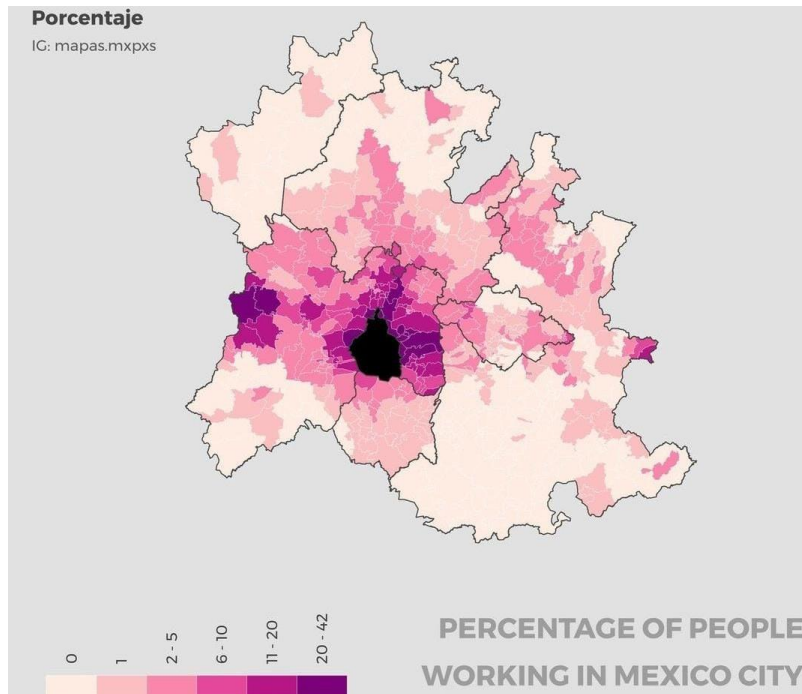 Porcentaje
IG: mapas.mxpxs
0
1
2 - 5
6 - 10
11 - 20
20 - 42
PERCENTAGE OF PEOPLE
WORKING IN MEXICO CITY